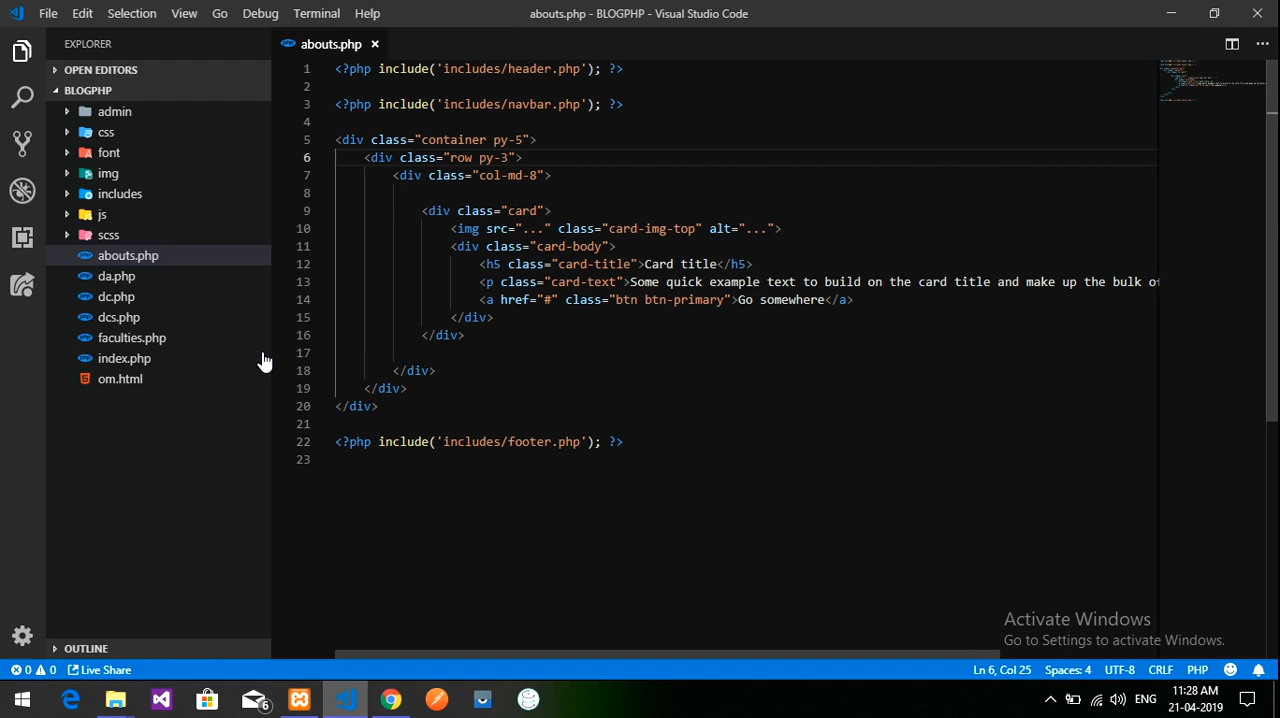 File Edit Selection View Go Debug Terminal Help
abouts.php - BLOGPHP - Visual Studio Code
EXPLORER
OPEN EDITORS
BLOGPHP
admin
css
font
img
includes
js
scss
abouts.php
da.php
dc.php
dcs.php
faculties.php
index.php
om.html
OUTLINE
abouts.php
1 <?php include('includes/header.php'); ?>
2
3 <?php include('includes/navbar.php'); ?>
4
5 <div class="container py-5">
6 <div class="row py-3">
7 <div class="col-md-8">
8
9 <div class="card">
10 <img src="..." class="card-img-top" alt="...">
11 <div class="card-body">
12 <h5 class="card-title">Card title</h5>
13 <p class="card-text">Some quick example text to build on the card title and make up the bulk of
14 <a href="#" class="btn btn-primary">Go somewhere</a>
15 </div>
16 </div>
17
18 </div>
19 </div>
20 </div>
21
22 <?php include('includes/footer.php'); ?>
23
Activate Windows
Go to Settings to activate Windows.
0 0 Live Share
Ln 6, Col 25 Spaces: 4 UTF-8 CRLF PHP
6
ENG
11:28 AM
21-04-2019